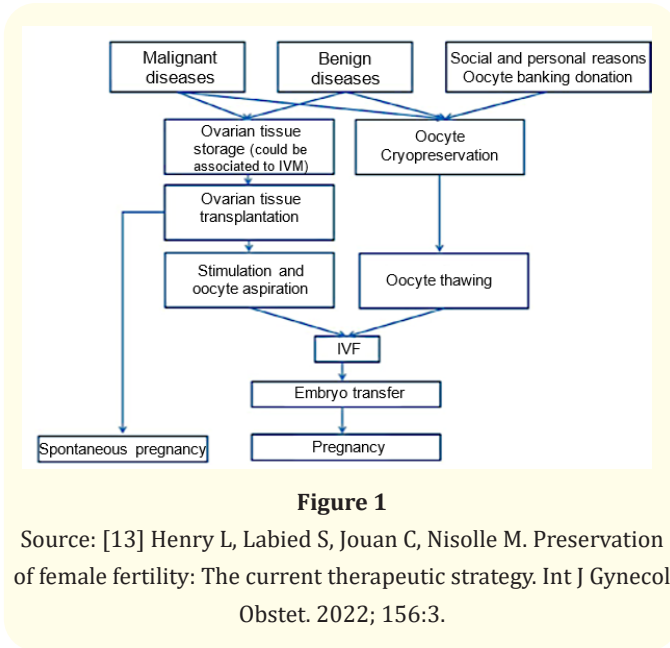 Malignant
diseases
Benign
diseases
Social and personal reasons
Oocyte banking donation
Ovarian tissue
storage (could be
associated to IVM)
Oocyte
Cryopreservation
Ovarian tissue
transplantation
Stimulation and
oocyte aspiration
Oocyte thawing
IVF
Embryo transfer
Spontaneous pregnancy
Pregnancy
Figure 1
Source: [13] Henry L, Labied S, Jouan C, Nisolle M. Preservation
of female fertility: The current therapeutic strategy. Int J Gynecol
Obstet. 2022; 156:3.